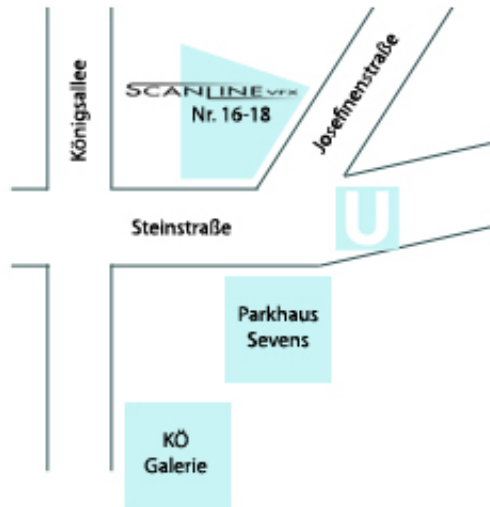 Königsallee
SCANLINE VFX
Nr. 16-18
Josefinenstraße
Steinstraße
U
Parkhaus
Sevens
KÖ
Galerie